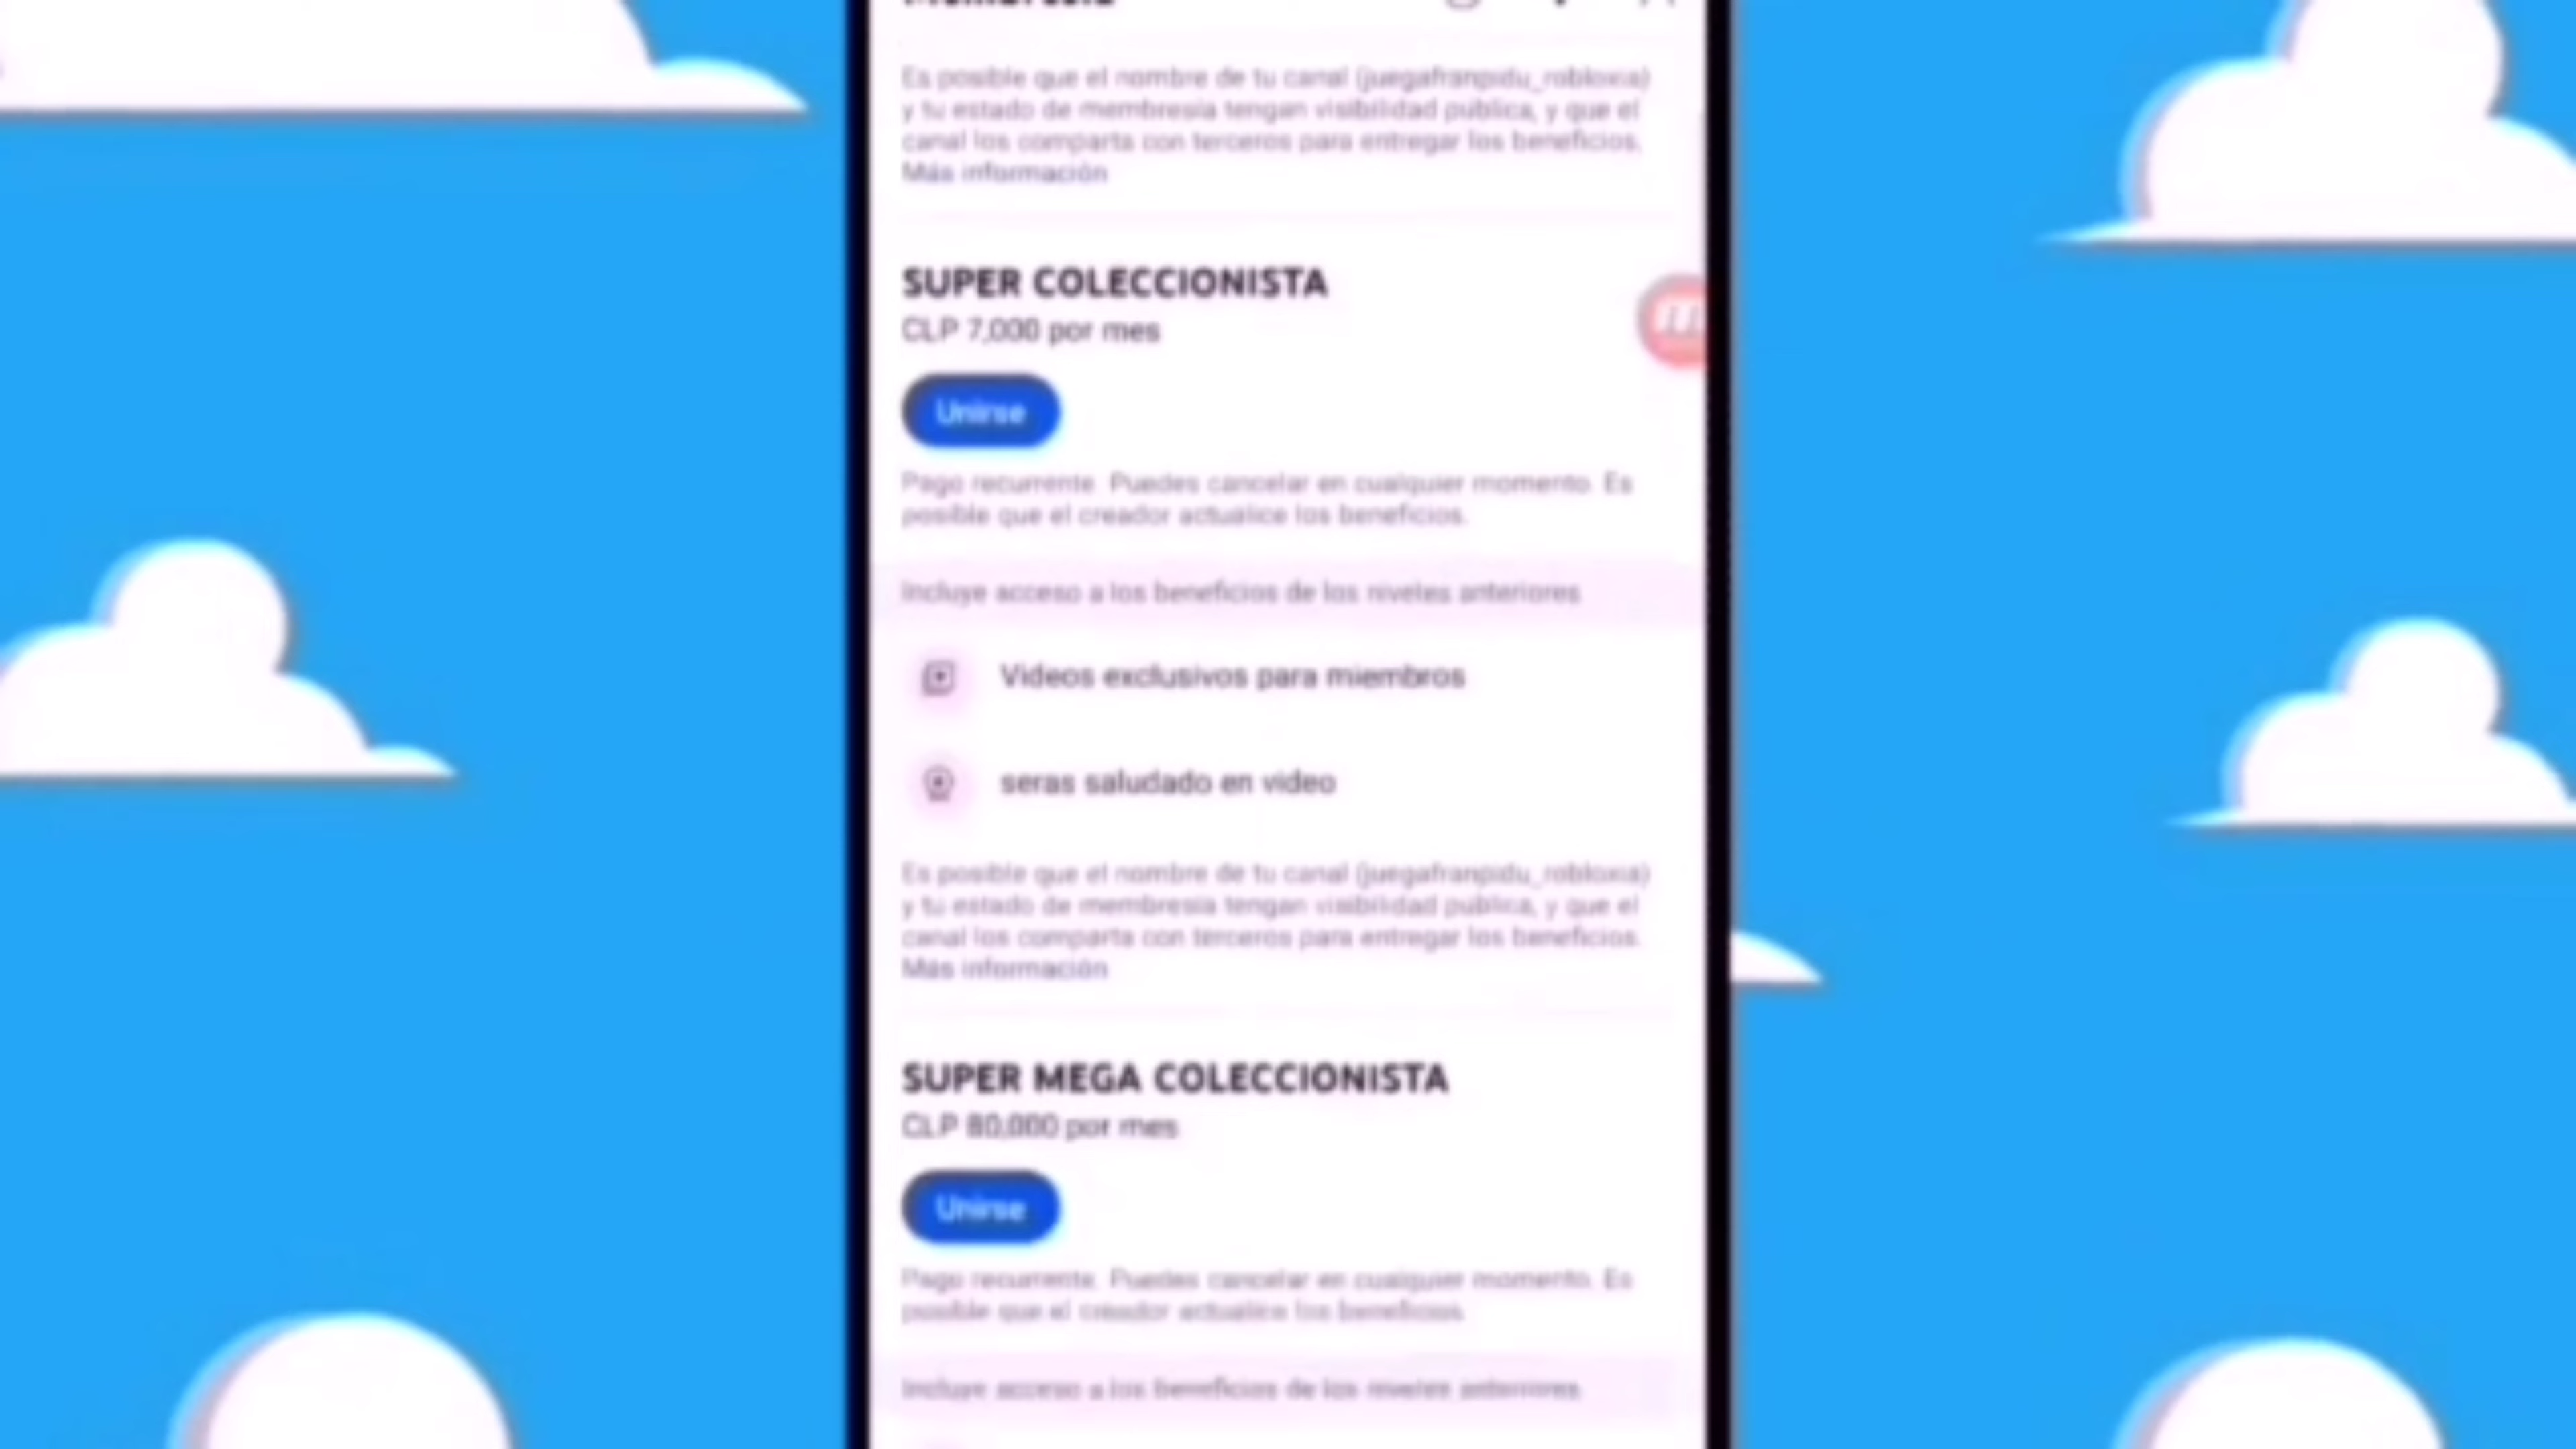 Es posible que el nombre de tu canal (juegafranpidu_robloxia)
y tu estado de membresía tengan visibilidad pública, y que el
canal los comparta con terceros para entregar los beneficios.
Más información
SUPER COLECCIONISTA
CLP 7,000 por mes
Unirse
Pago recurrente. Puedes cancelar en cualquier momento. Es
posible que el creador actualice los beneficios.
Incluye acceso a los beneficios de los niveles anteriores
Videos exclusivos para miembros
seras saludado en video
Es posible que el nombre de tu canal (juegafranpidu_robloxia)
y tu estado de membresía tengan visibilidad pública, y que el
canal los comparta con terceros para entregar los beneficios.
Más información
SUPER MEGA COLECCIONISTA
CLP 80,000 por mes
Unirse
Pago recurrente. Puedes cancelar en cualquier momento. Es
posible que el creador actualice los beneficios.
Incluye acceso a los beneficios de los niveles anteriores